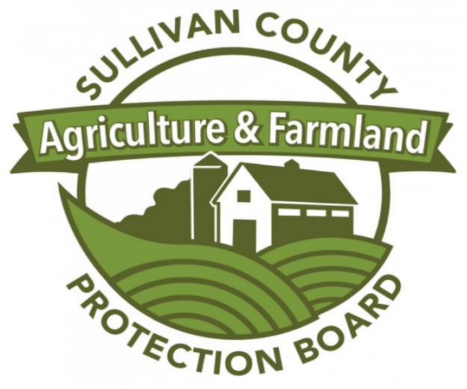 SULLIVAN COUNTY
Agriculture & Farmland
PROTECTION BOARD